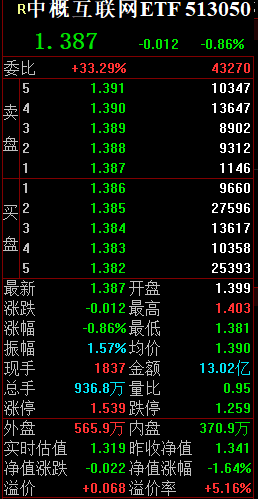 R中概互联网ETF 513050
1.387 -0.012 -0.86%
委比 +33.29% 43270
卖盘
5 1.391 10347
4 1.390 13647
3 1.389 8902
2 1.388 9312
1 1.387 1146
买盘
1 1.386 9660
2 1.385 27596
3 1.384 13617
4 1.383 10358
5 1.382 25393
最新 1.387 开盘 1.399
涨跌 -0.012 最高 1.403
涨幅 -0.86% 最低 1.381
振幅 1.57% 均价 1.390
现手 1837 金额 13.02亿
总手 936.8万 量比 0.95
涨停 1.539 跌停 1.259
外盘 565.9万 内盘 370.9万
实时估值 1.319 昨收净值 1.341
净值涨跌 -0.022 净值涨幅 -1.64%
溢价 +0.068 溢价率 +5.16%